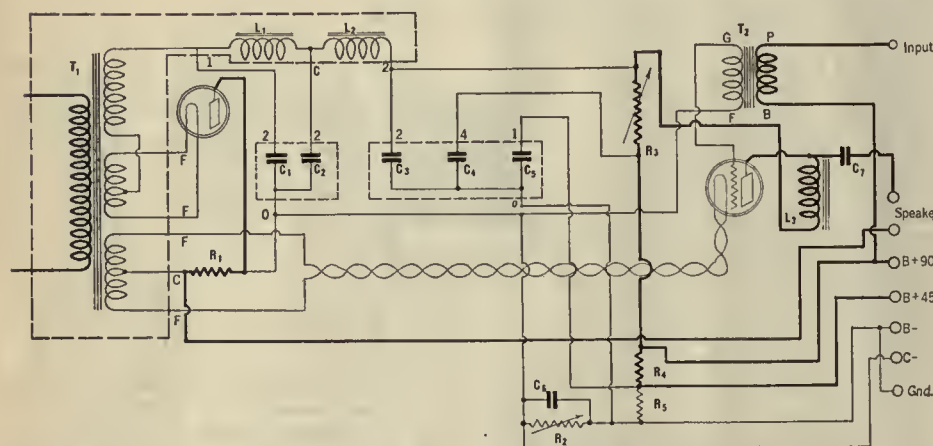 L₁
L₂
T₁
1
C
2
T₂
G
P
F
B
Input
R₃
2
2
2
4
1
C₁
C₂
C₃
C₄
C₅
F
F
0
o
L₃
C₇
Speake
F
R₁
C
F
B+90
B+45
B-
C-
Gnd.
R₄
R₅
C₆
R₂